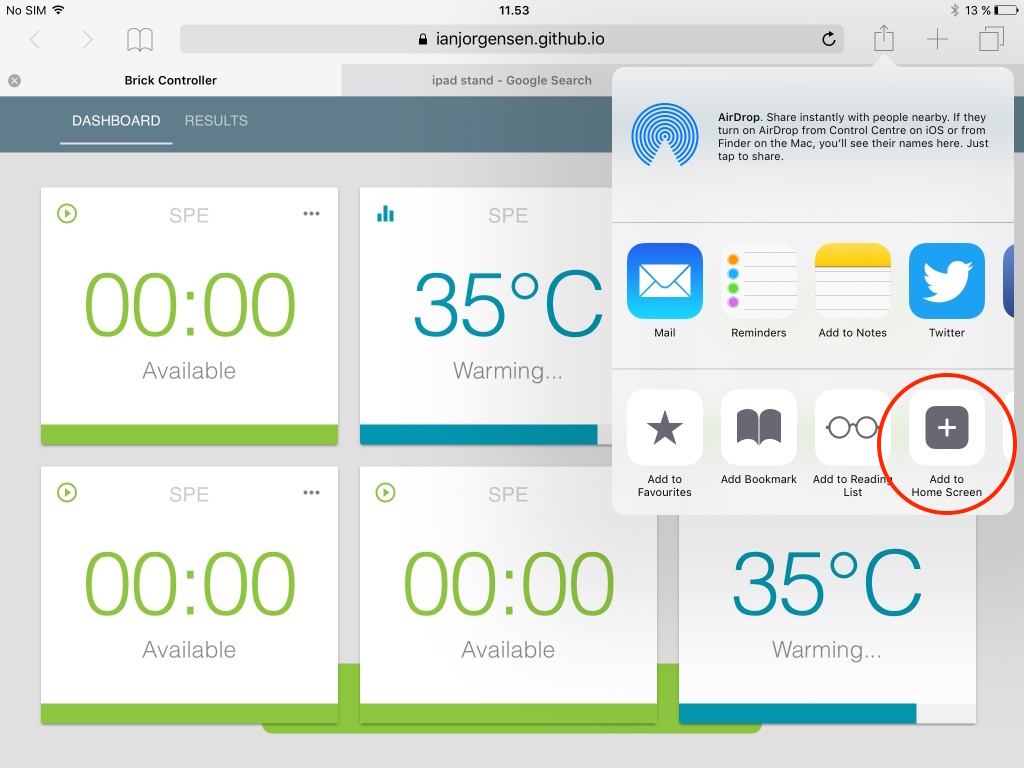 No SIM
11.53
13 %
ianjorgensen.github.io
Brick Controller
ipad stand - Google Search
DASHBOARD
RESULTS
AirDrop. Share instantly with people nearby. If they
turn on AirDrop from Control Centre on iOS or from
Finder on the Mac, you'll see their names here. Just
tap to share.
SPE
00:00
Available
SPE
35°C
Warming...
Mail
Reminders
Add to Notes
Twitter
Add to
Favourites
Add Bookmark
Add to Reading
List
Add to
Home Screen
SPE
00:00
Available
SPE
00:00
Available
35°C
Warming...